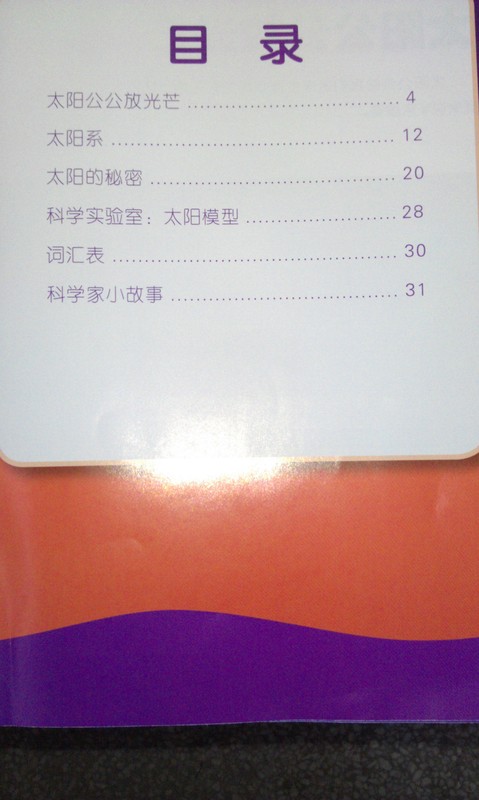 目 录
太阳公公放光芒 ................................... 4
太阳系 ............................................... 12
太阳的秘密 ......................................... 20
科学实验室：太阳模型 ......................... 28
词汇表 ............................................... 30
科学家小故事 ...................................... 31